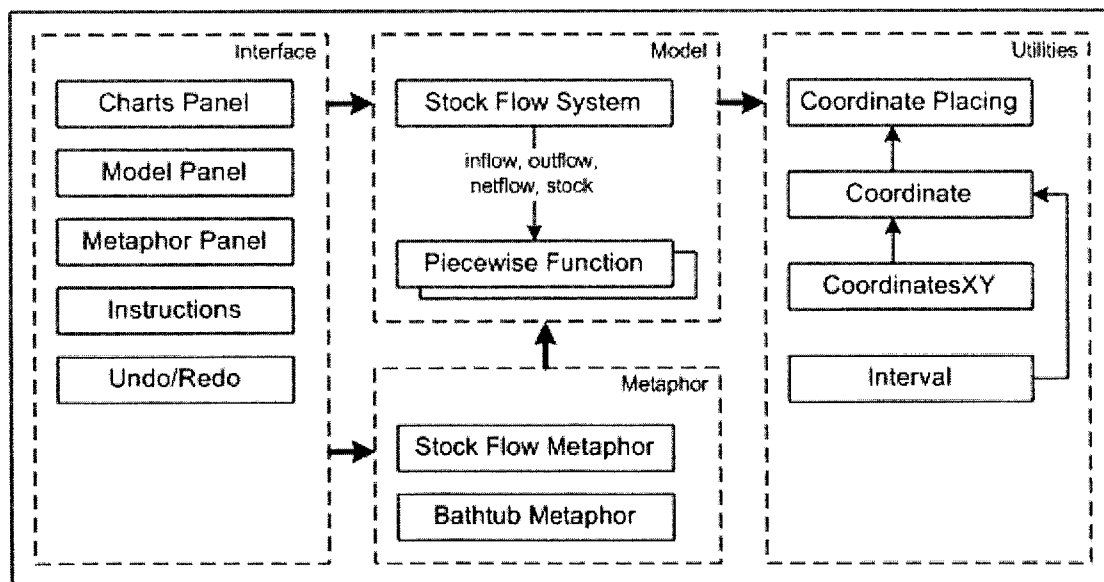 Interface
Charts Panel
Model Panel
Metaphor Panel
Instructions
Undo/Redo
Model
Stock Flow System
inflow, outflow,
netflow, stock
Piecewise Function
Metaphor
Stock Flow Metaphor
Bathtub Metaphor
Utilities
Coordinate Placing
Coordinate
CoordinatesXY
Interval